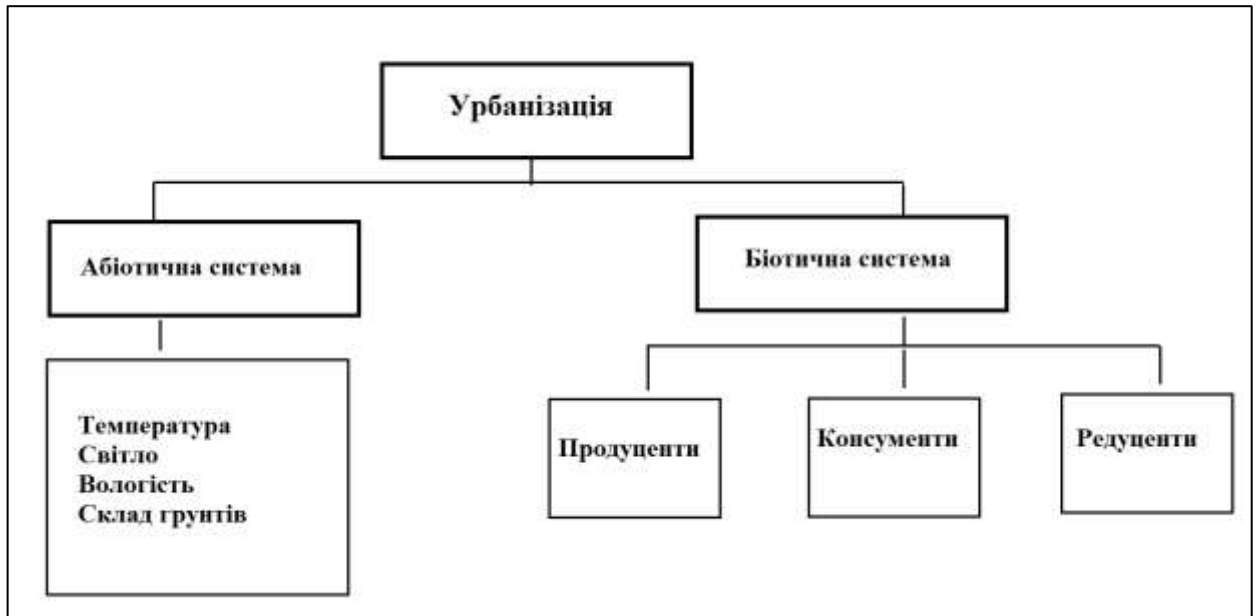 Урбанізація
Абіотична система
Біотична система
Температура
Світло
Вологість
Склад грунтів
Продуценти
Консументи
Редуценти